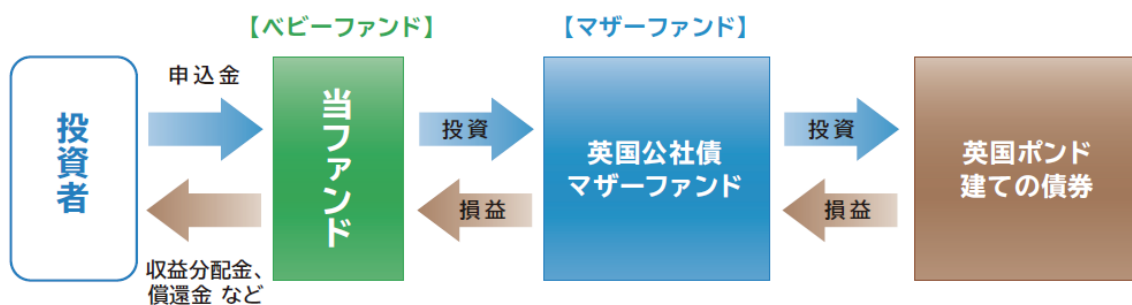 【ベビーファンド】
【マザーファンド】
投資者
申込金
収益分配金、
償還金 など
当ファンド
投資
損益
英国公社債
マザーファンド
投資
損益
英国ポンド
建ての債券